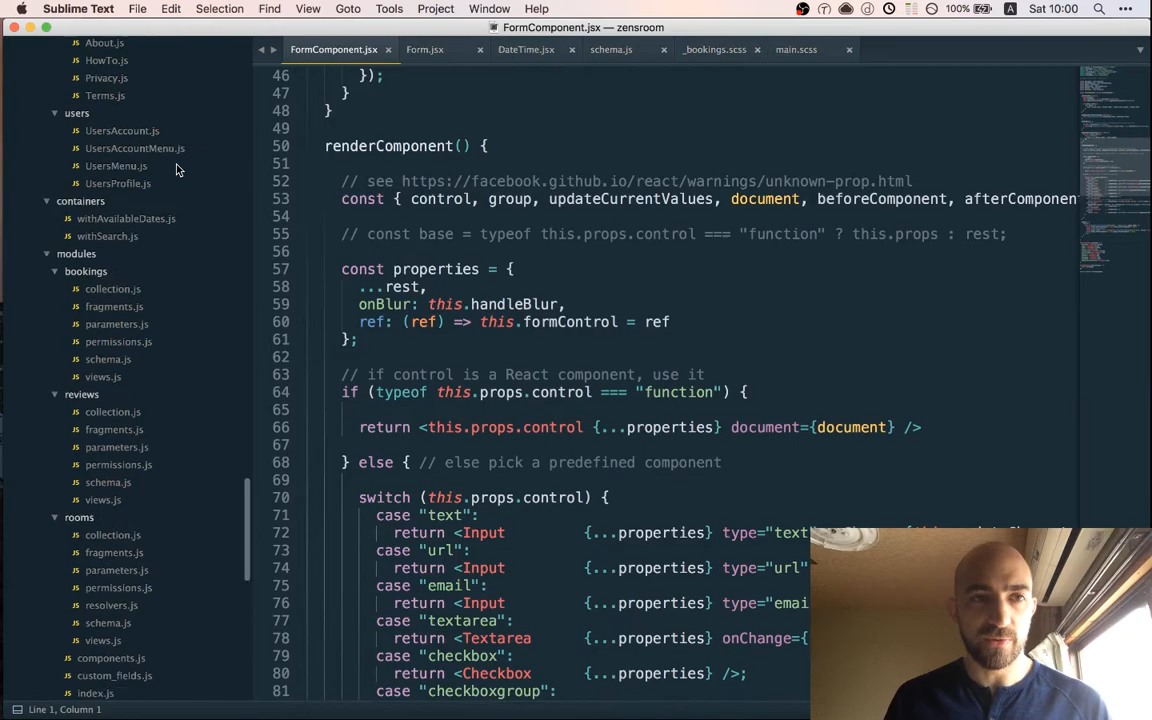 Sublime Text File Edit Selection Find View Goto Tools Project Window Help 100% A Sat 10:00
FormComponent.jsx — zensroom
About.js
HowTo.js
Privacy.js
Terms.js
users
UsersAccount.js
UsersAccountMenu.js
UsersMenu.js
UsersProfile.js
containers
withAvailableDates.js
withSearch.js
modules
bookings
collection.js
fragments.js
parameters.js
permissions.js
schema.js
views.js
reviews
collection.js
fragments.js
parameters.js
permissions.js
schema.js
views.js
rooms
collection.js
fragments.js
parameters.js
permissions.js
resolvers.js
schema.js
views.js
components.js
custom_fields.js
index.js
FormComponent.jsx Form.jsx DateTime.jsx schema.js _bookings.scss main.scss
46 });
47 }
48 }
49
50 renderComponent() {
51
52 // see https://facebook.github.io/react/warnings/unknown-prop.html
53 const { control, group, updateCurrentValues, document, beforeComponent, afterComponen
54
55 // const base = typeof this.props.control === "function" ? this.props : rest;
56
57 const properties = {
58 ...rest,
59 onBlur: this.handleBlur,
60 ref: (ref) => this.formControl = ref
61 };
62
63 // if control is a React component, use it
64 if (typeof this.props.control === "function") {
65
66 return <this.props.control {...properties} document={document} />
67
68 } else { // else pick a predefined component
69
70 switch (this.props.control) {
71 case "text":
72 return <Input {...properties} type="text
73 case "url":
74 return <Input {...properties} type="url"
75 case "email":
76 return <Input {...properties} type="emai
77 case "textarea":
78 return <Textarea {...properties} onChange={
79 case "checkbox":
80 return <Checkbox {...properties} />;
81 case "checkboxgroup":
Line 1, Column 1